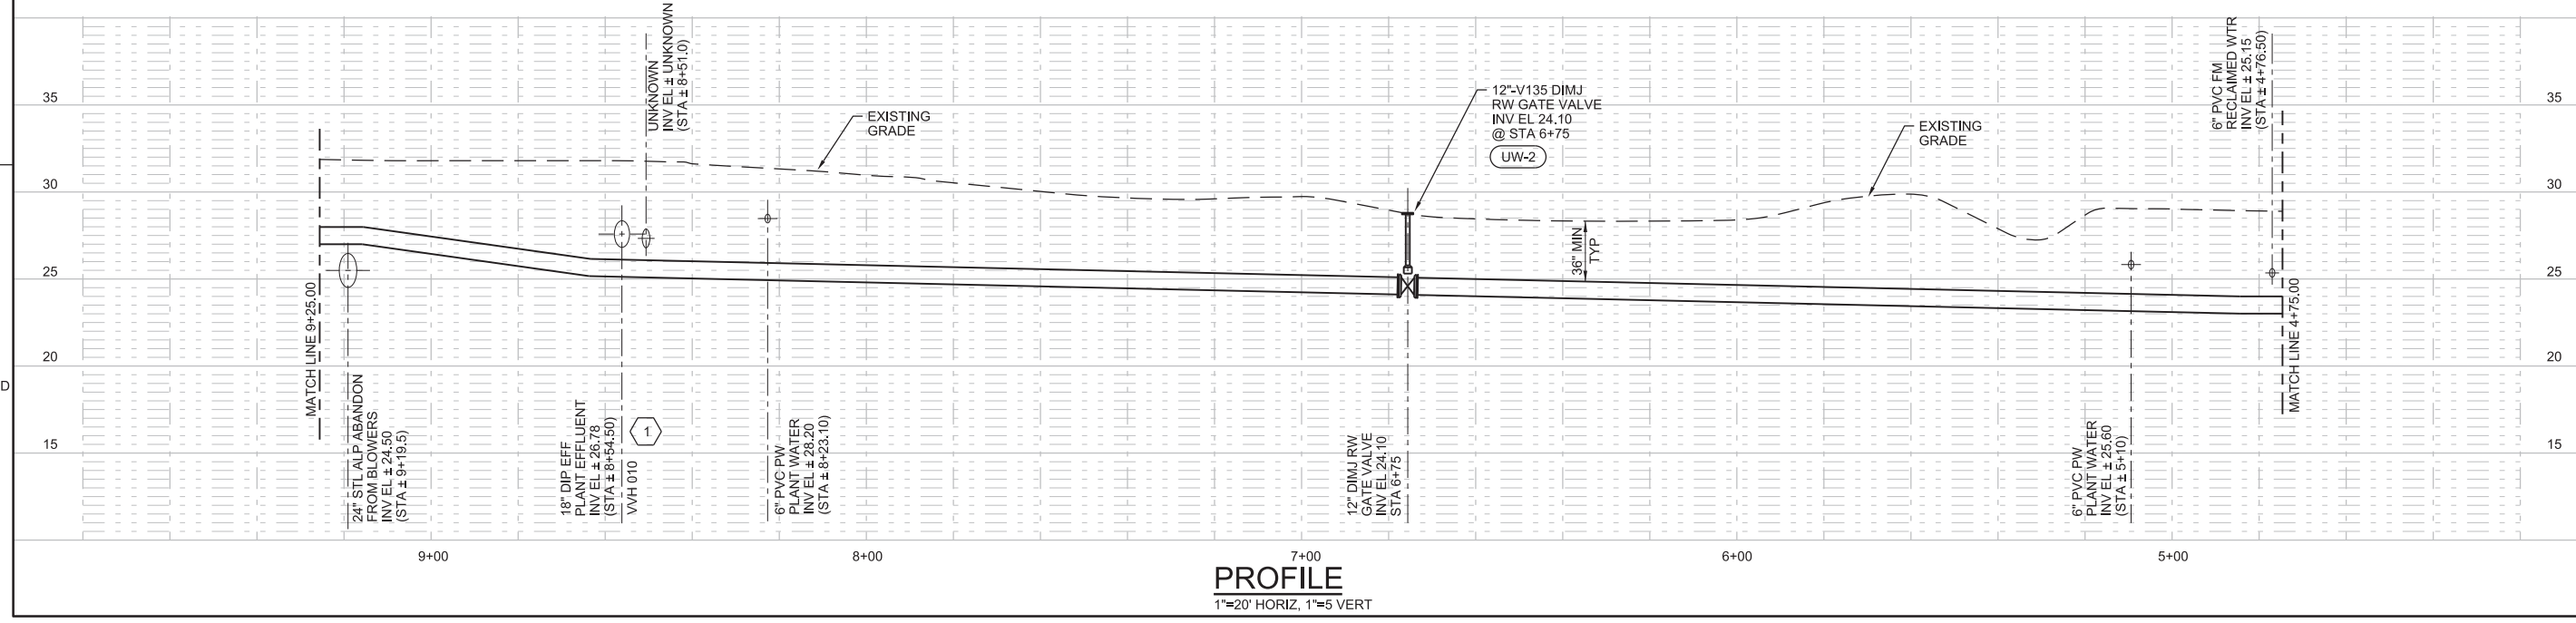 35
30
25
20
15
D
MATCH LINE 9+25.00
24" STL ALP ABANDON
FROM BLOWERS
INV EL ± 24.50
(STA ± 9+19.5)
18" DIP EFF
PLANT EFFLUENT
INV EL ± 26.78
(STA ± 8+54.50)
VVH 010
1
UNKNOWN
INV EL ± UNKNOWN
(STA ± 8+51.0)
6" PVC PW
PLANT WATER
INV EL ± 28.20
(STA ± 8+23.10)
EXISTING
GRADE
12"-V135 DIMJ
RW GATE VALVE
INV EL 24.10
@ STA 6+75
UW-2
12" DIMJ RW
GATE VALVE
INV EL 24.10
STA 6+75
36" MIN
TYP
EXISTING
GRADE
6" PVC PW
PLANT WATER
INV EL ± 25.60
(STA ± 5+10)
6" PVC FM
RECLAIMED WTR
INV EL ± 25.15
(STA ± 4+76.50)
MATCH LINE 4+75.00
35
30
25
20
15
9+00
8+00
7+00
6+00
5+00
PROFILE
1"=20' HORIZ, 1"=5 VERT